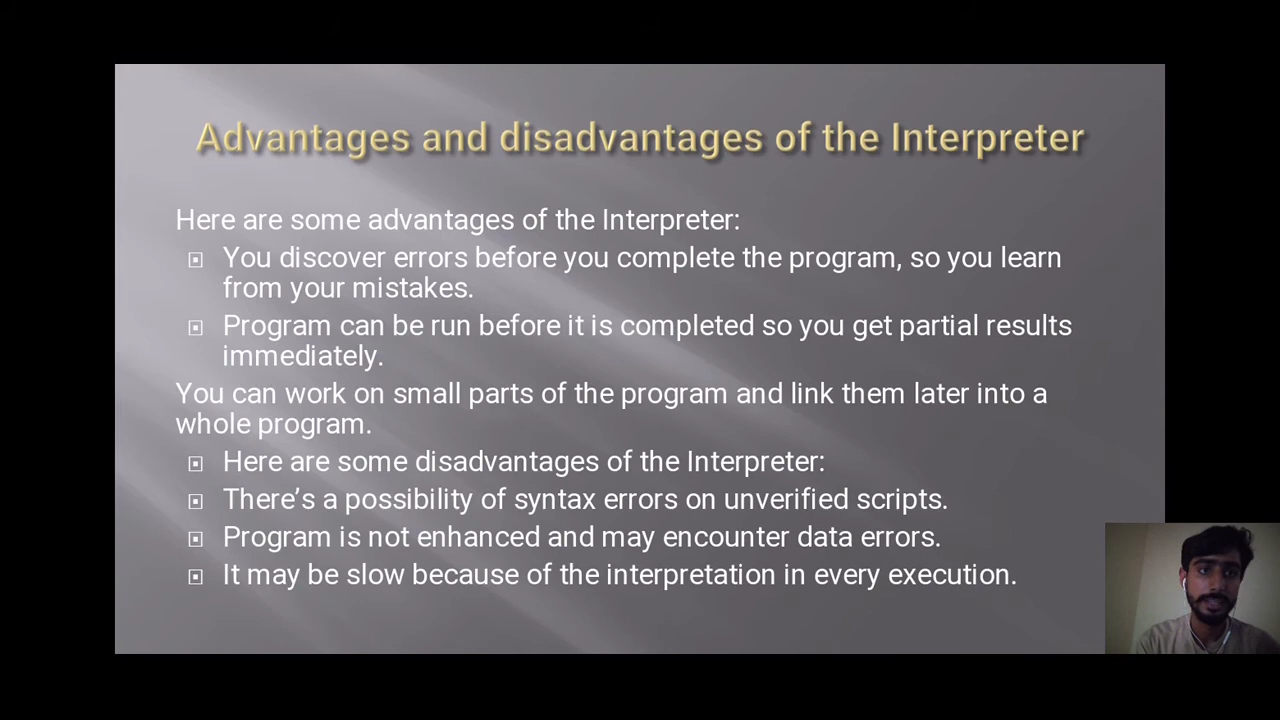 Advantages and disadvantages of the Interpreter
Here are some advantages of the Interpreter:
You discover errors before you complete the program, so you learn
from your mistakes.
Program can be run before it is completed so you get partial results
immediately.
You can work on small parts of the program and link them later into a
whole program.
Here are some disadvantages of the Interpreter:
There’s a possibility of syntax errors on unverified scripts.
Program is not enhanced and may encounter data errors.
It may be slow because of the interpretation in every execution.